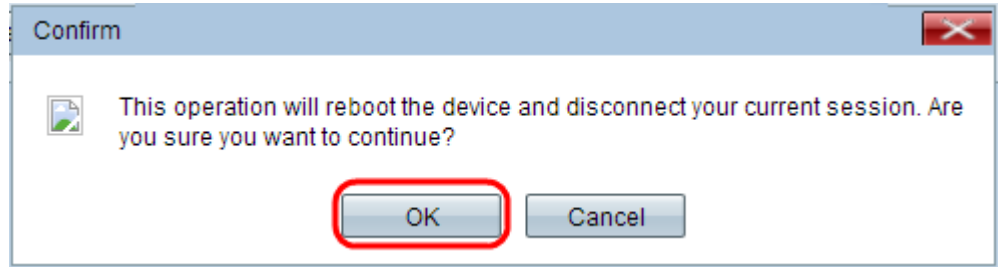 Confirm
This operation will reboot the device and disconnect your current session. Are
you sure you want to continue?
OK
Cancel